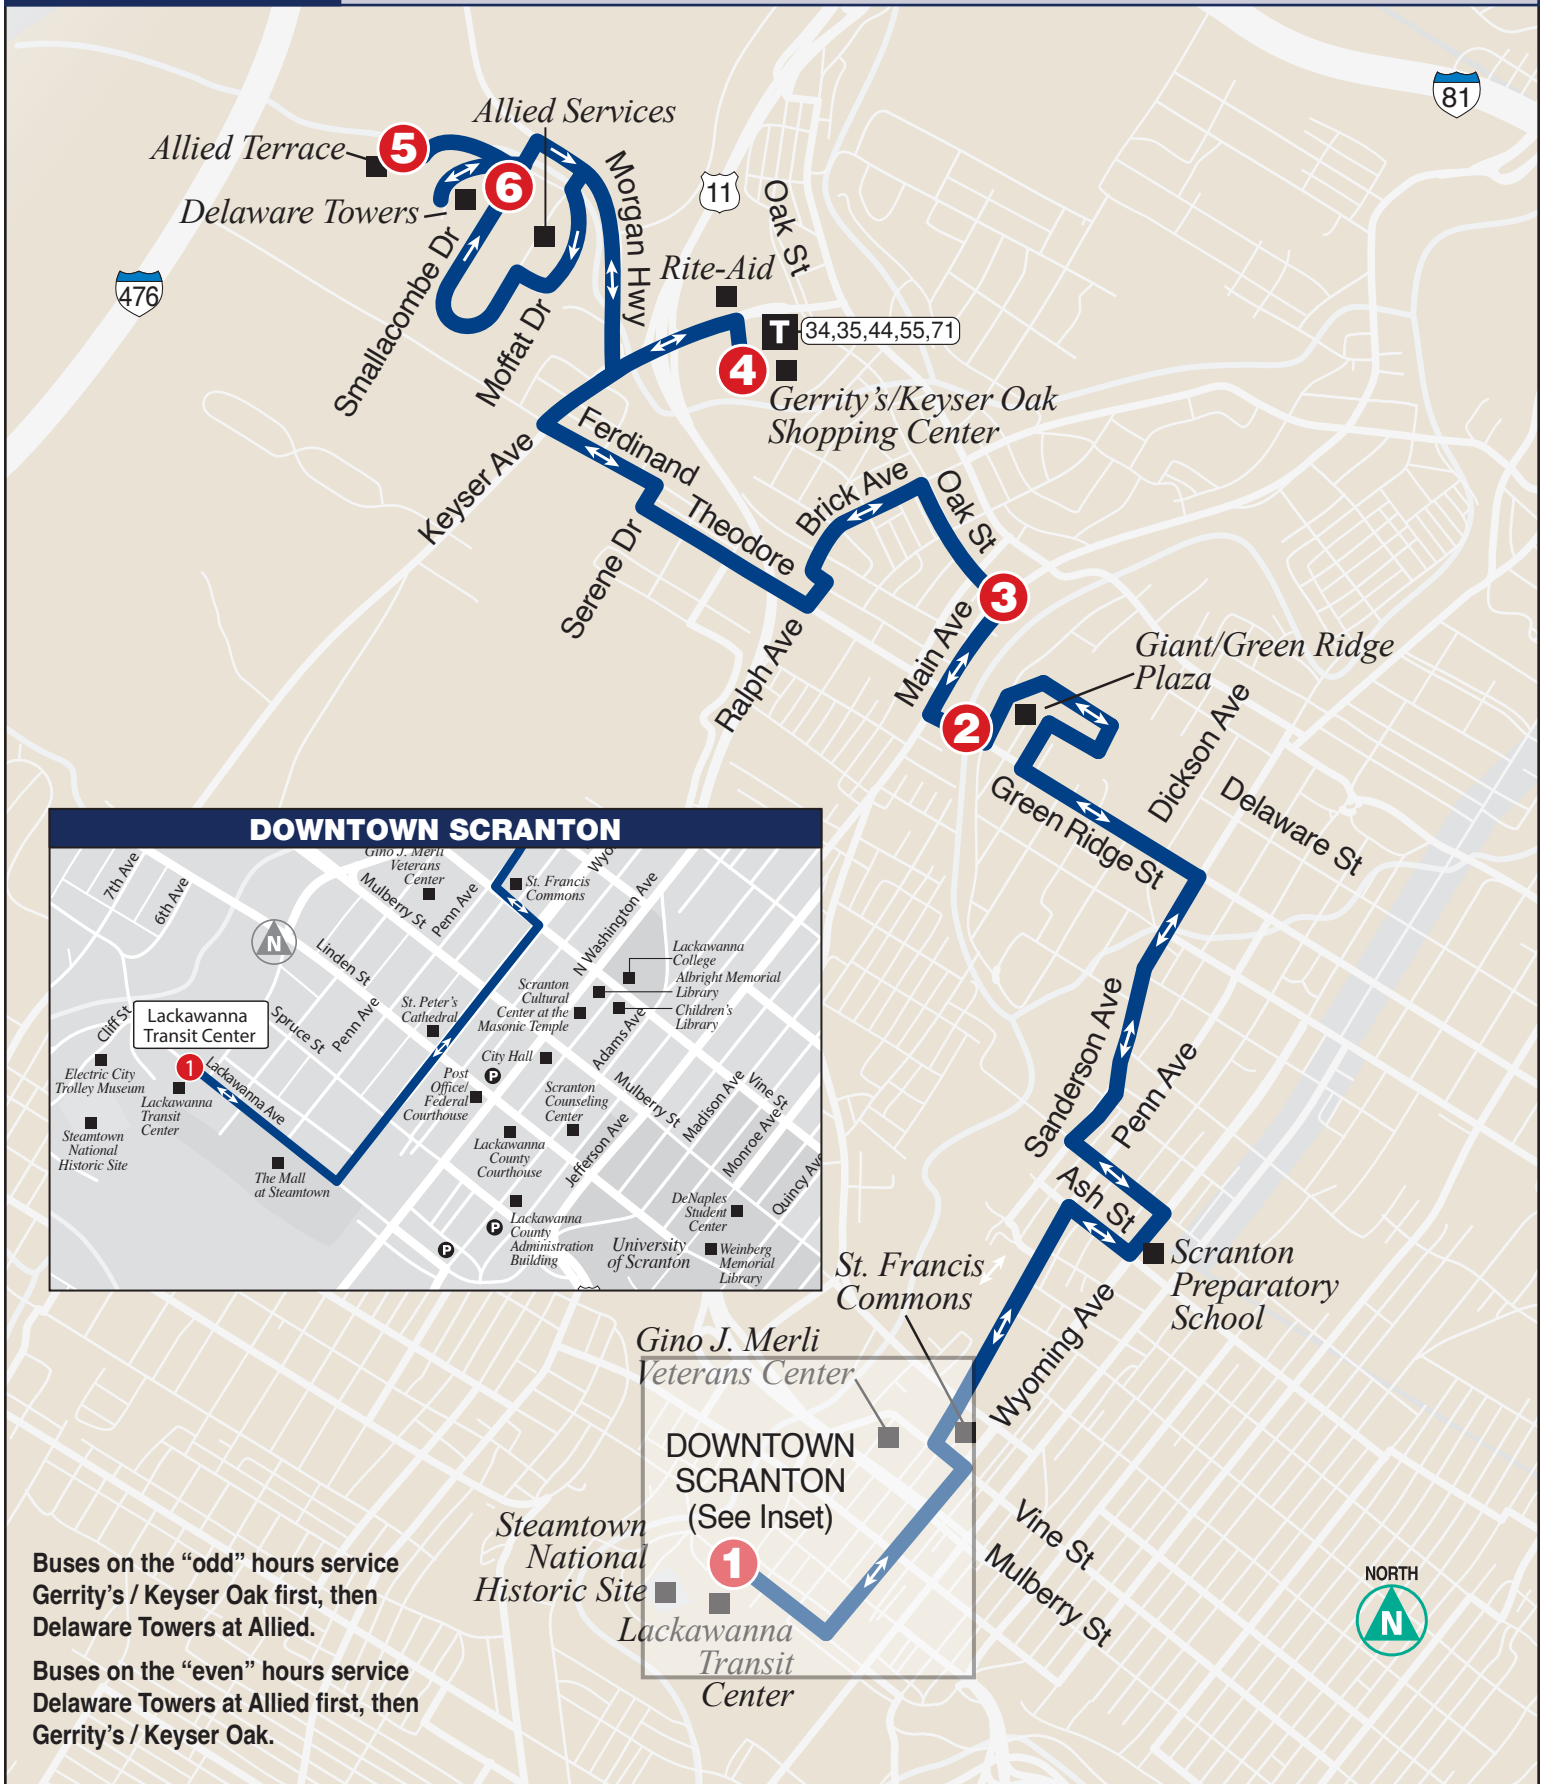 81
Allied Services
Allied Terrace
5
6
Delaware Towers
Morgan Hwy
11
Oak St
Rite-Aid
476
Smallacombe Dr
Moffat Dr
T
34,35,44,55,71
4
Gerrity's/Keyser Oak
Shopping Center
Keyser Ave
Ferdinand
Theodore
Serene Dr
Brick Ave
Oak St
3
Ralph Ave
Main Ave
Giant/Green Ridge
Plaza
2
Dickson Ave
Delaware St
Green Ridge St
Sanderson Ave
Penn Ave
Ash St
Scranton
Preparatory
School
Wyoming Ave
St. Francis
Commons
Gino J. Merli
Veterans Center
DOWNTOWN
SCRANTON
(See Inset)
1
Steamtown
National
Historic Site
Lackawanna
Transit
Center
Vine St
Mulberry St
NORTH
N
DOWNTOWN SCRANTON
7th Ave
6th Ave
Gino J. Merli
Veterans
Center
Mulberry St
Penn Ave
St. Francis
Commons
Wyo
N Washington Ave
N
Linden St
Lackawanna
College
Albright Memorial
Library
Children's
Library
Scranton
Cultural
Center at the
Masonic Temple
St. Peter's
Cathedral
Cliff St
Lackawanna
Transit Center
Spruce St
Penn Ave
Adams Ave
City Hall
1
Lackawanna Ave
Electric City
Trolley Museum
Lackawanna
Transit
Center
P
Post
Office/
Federal
Courthouse
Scranton
Counseling
Center
Mulberry St
Madison Ave
Vine St
Monroe Ave
Steamtown
National
Historic Site
Lackawanna
County
Courthouse
Jefferson Ave
Quincy Ave
The Mall
at Steamtown
DeNaples
Student
Center
P
P
Lackawanna
County
Administration
Building
University
of Scranton
Weinberg
Memorial
Library
Buses on the “odd” hours service
Gerrity's / Keyser Oak first, then
Delaware Towers at Allied.
Buses on the “even” hours service
Delaware Towers at Allied first, then
Gerrity's / Keyser Oak.